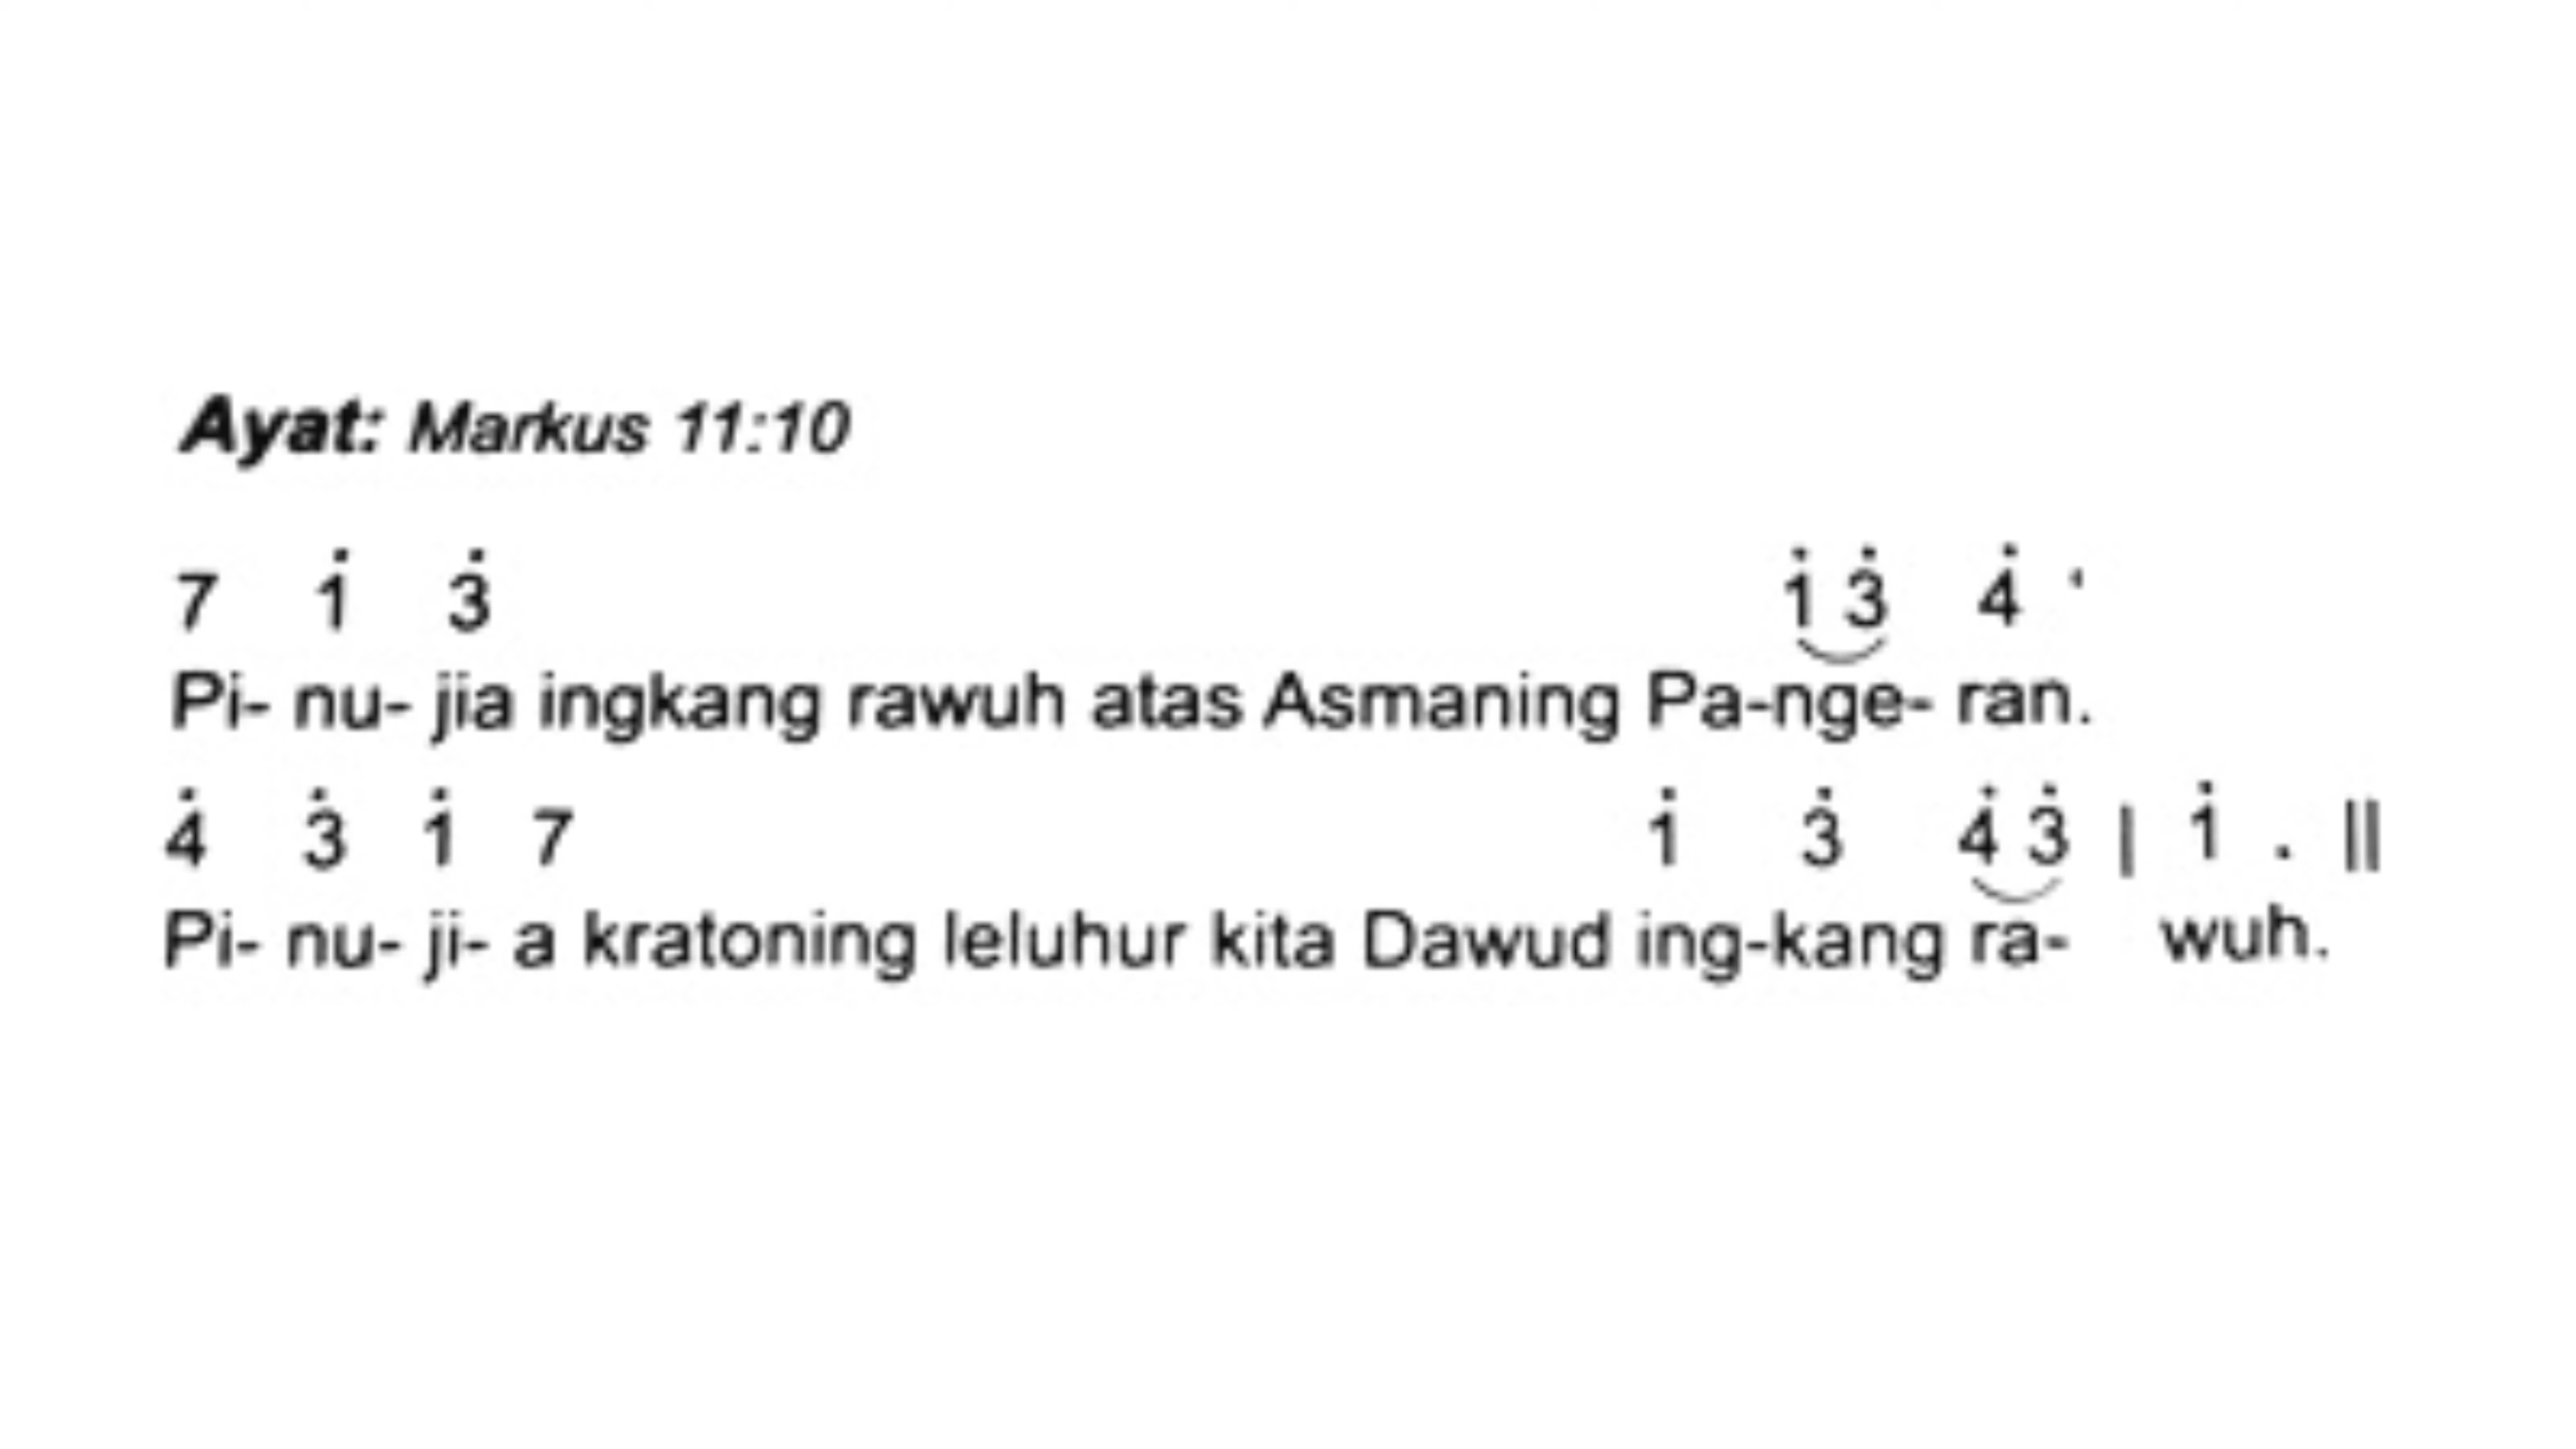 Ayat: Markus 11:10
7 1̇ 3̇ 1̇ 3̇ 4̇ '
Pi- nu- jia ingkang rawuh atas Asmaning Pa-nge- ran.
4̇ 3̇ 1̇ 7 1̇ 3̇ 4̇ 3̇ | 1̇ . ||
Pi- nu- ji- a kratoning leluhur kita Dawud ing-kang ra- wuh.